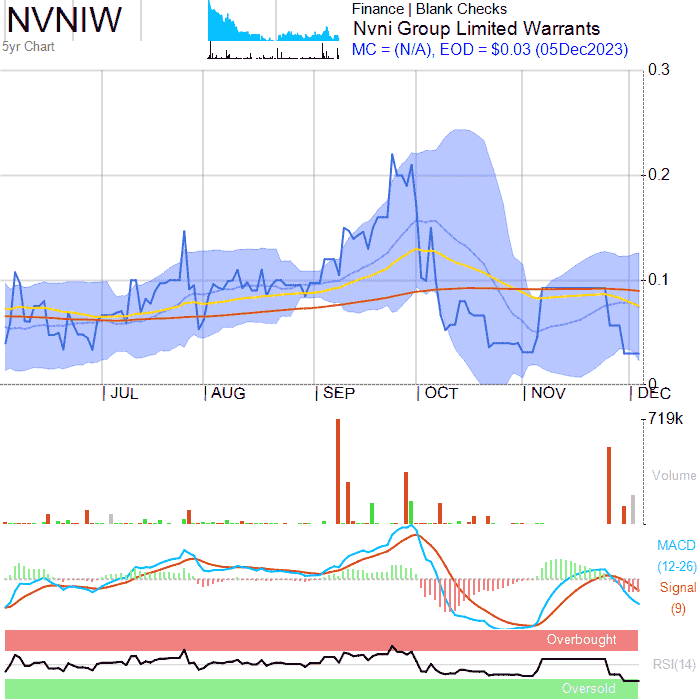 NVNIW
5yr Chart
Finance | Blank Checks
Nvni Group Limited Warrants
MC = (N/A), EOD = $0.03 (05Dec2023)
0.3
0.2
0.1
0
JUL AUG SEP OCT NOV DEC
719k
Volume
MACD
(12-26)
Signal
(9)
Overbought
RSI(14)
Oversold